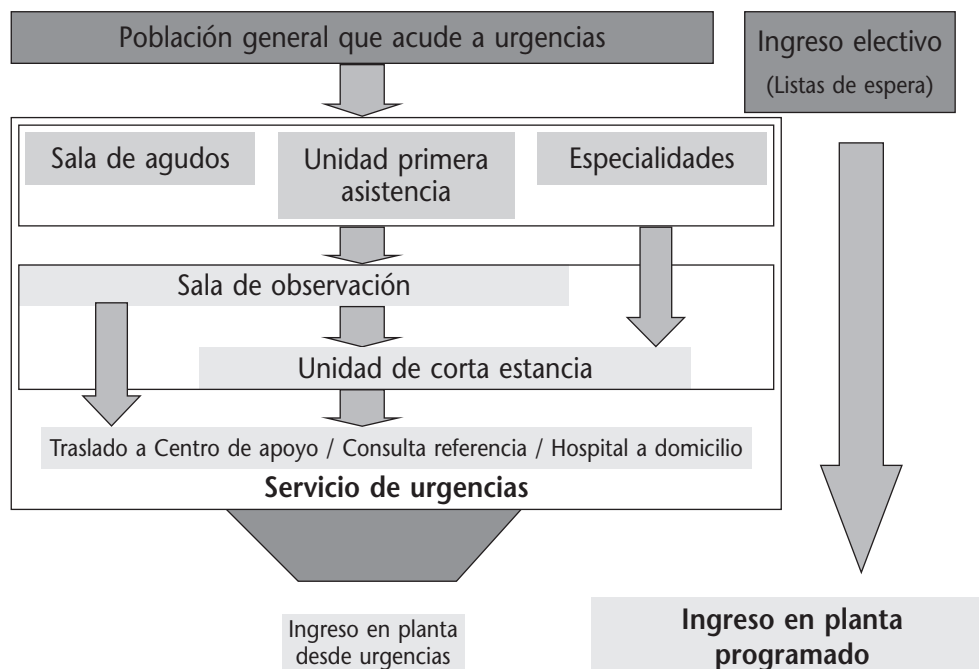 Población general que acude a urgencias
Ingreso electivo
(Listas de espera)
Sala de agudos
Unidad primera
asistencia
Especialidades
Sala de observación
Unidad de corta estancia
Traslado a Centro de apoyo / Consulta referencia / Hospital a domicilio
Servicio de urgencias
Ingreso en planta
desde urgencias
Ingreso en planta
programado